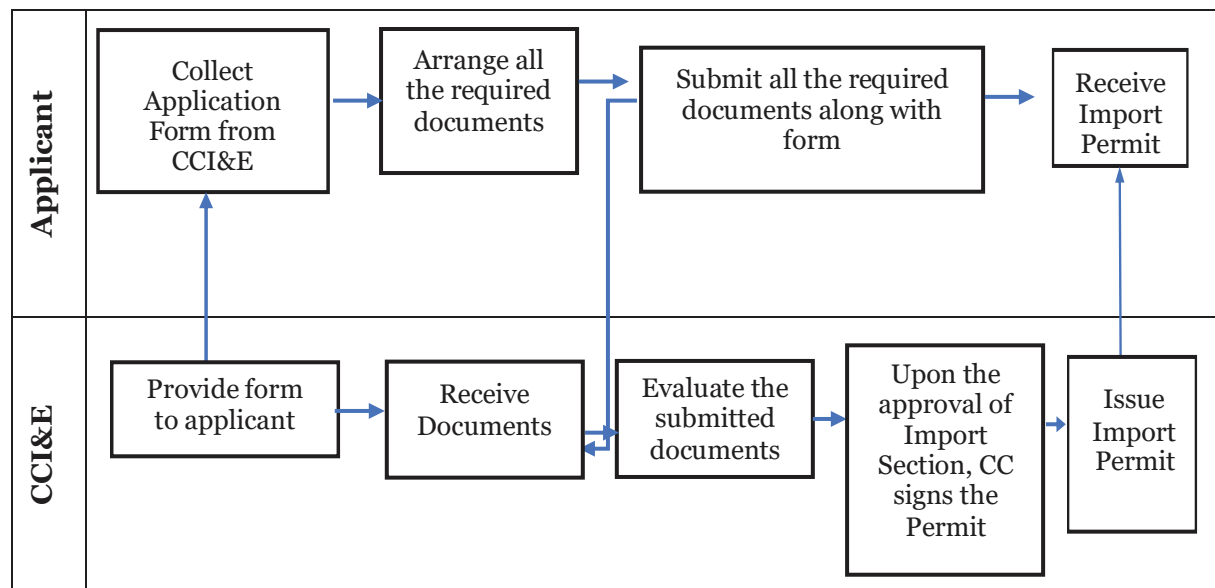 Applicant
Collect
Application
Form from
CCI&E
Arrange all
the required
documents
Submit all the required
documents along with
form
Receive
Import
Permit
CCI&E
Provide form
to applicant
Receive
Documents
Evaluate the
submitted
documents
Upon the
approval of
Import
Section, CC
signs the
Permit
Issue
Import
Permit